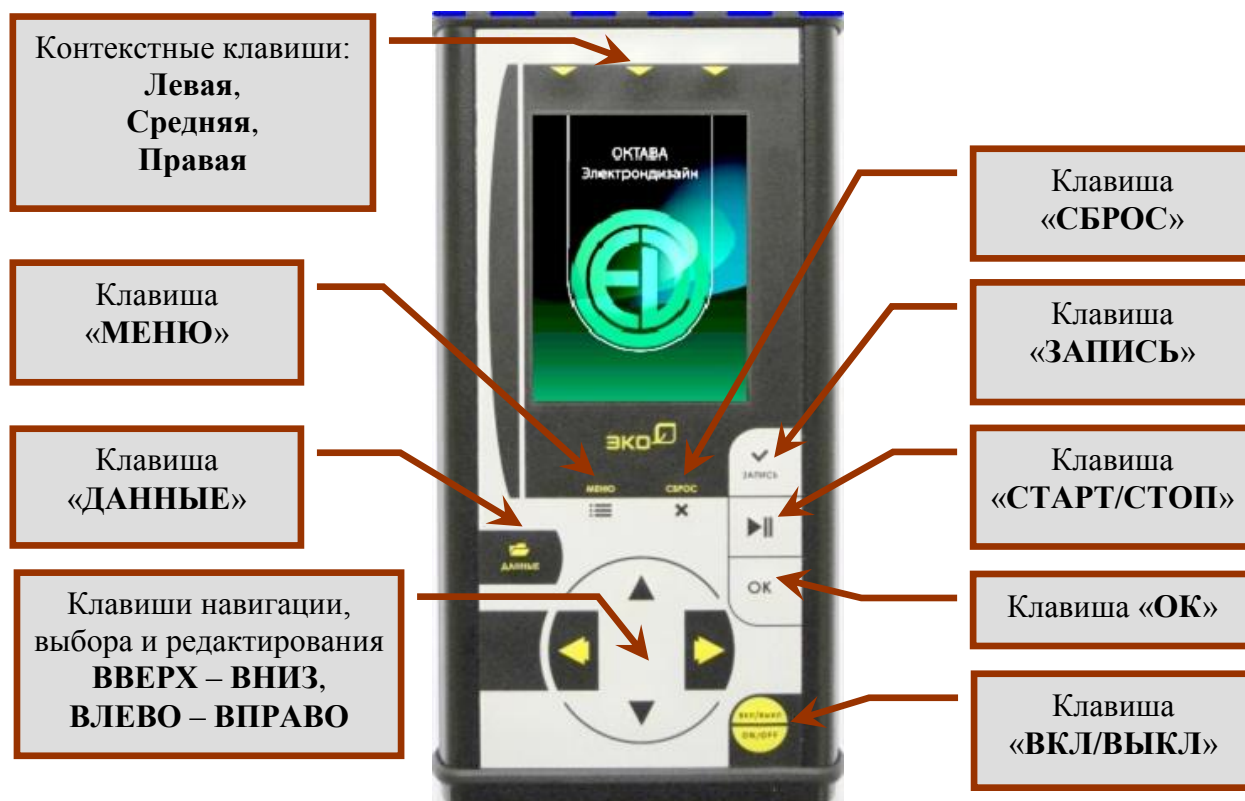 Контекстные клавиши:
Левая,
Средняя,
Правая
ОКТАВА
Электрондизайн
Клавиша
«СБРОС»
Клавиша
«МЕНЮ»
Клавиша
«ЗАПИСЬ»
ЭКО
ЗАПИСЬ
МЕНЮ
СБРОС
Клавиша
«ДАННЫЕ»
Клавиша
«СТАРТ/СТОП»
ДАННЫЕ
OK
Клавиша «ОК»
Клавиши навигации,
выбора и редактирования
ВВЕРХ – ВНИЗ,
ВЛЕВО – ВПРАВО
ВКЛ/ВЫКЛ
ON/OFF
Клавиша
«ВКЛ/ВЫКЛ»